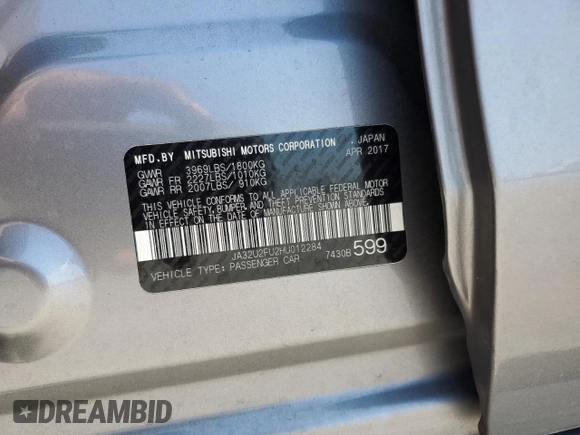 MFD.BY MITSUBISHI MOTORS CORPORATION , JAPAN
APR 2017
GVWR 3969LBS/1800KG
GAWR FR 2227LBS/1010KG
GAWR RR 2007LBS/ 910KG
THIS VEHICLE CONFORMS TO ALL APPLICABLE FEDERAL MOTOR
VEHICLE SAFETY, BUMPER, AND THEFT PREVENTION STANDARDS
IN EFFECT ON THE DATE OF MANUFACTURE SHOWN ABOVE.
JA32U2FU2HU012284
VEHICLE TYPE: PASSENGER CAR 7430B 599
DREAMBID